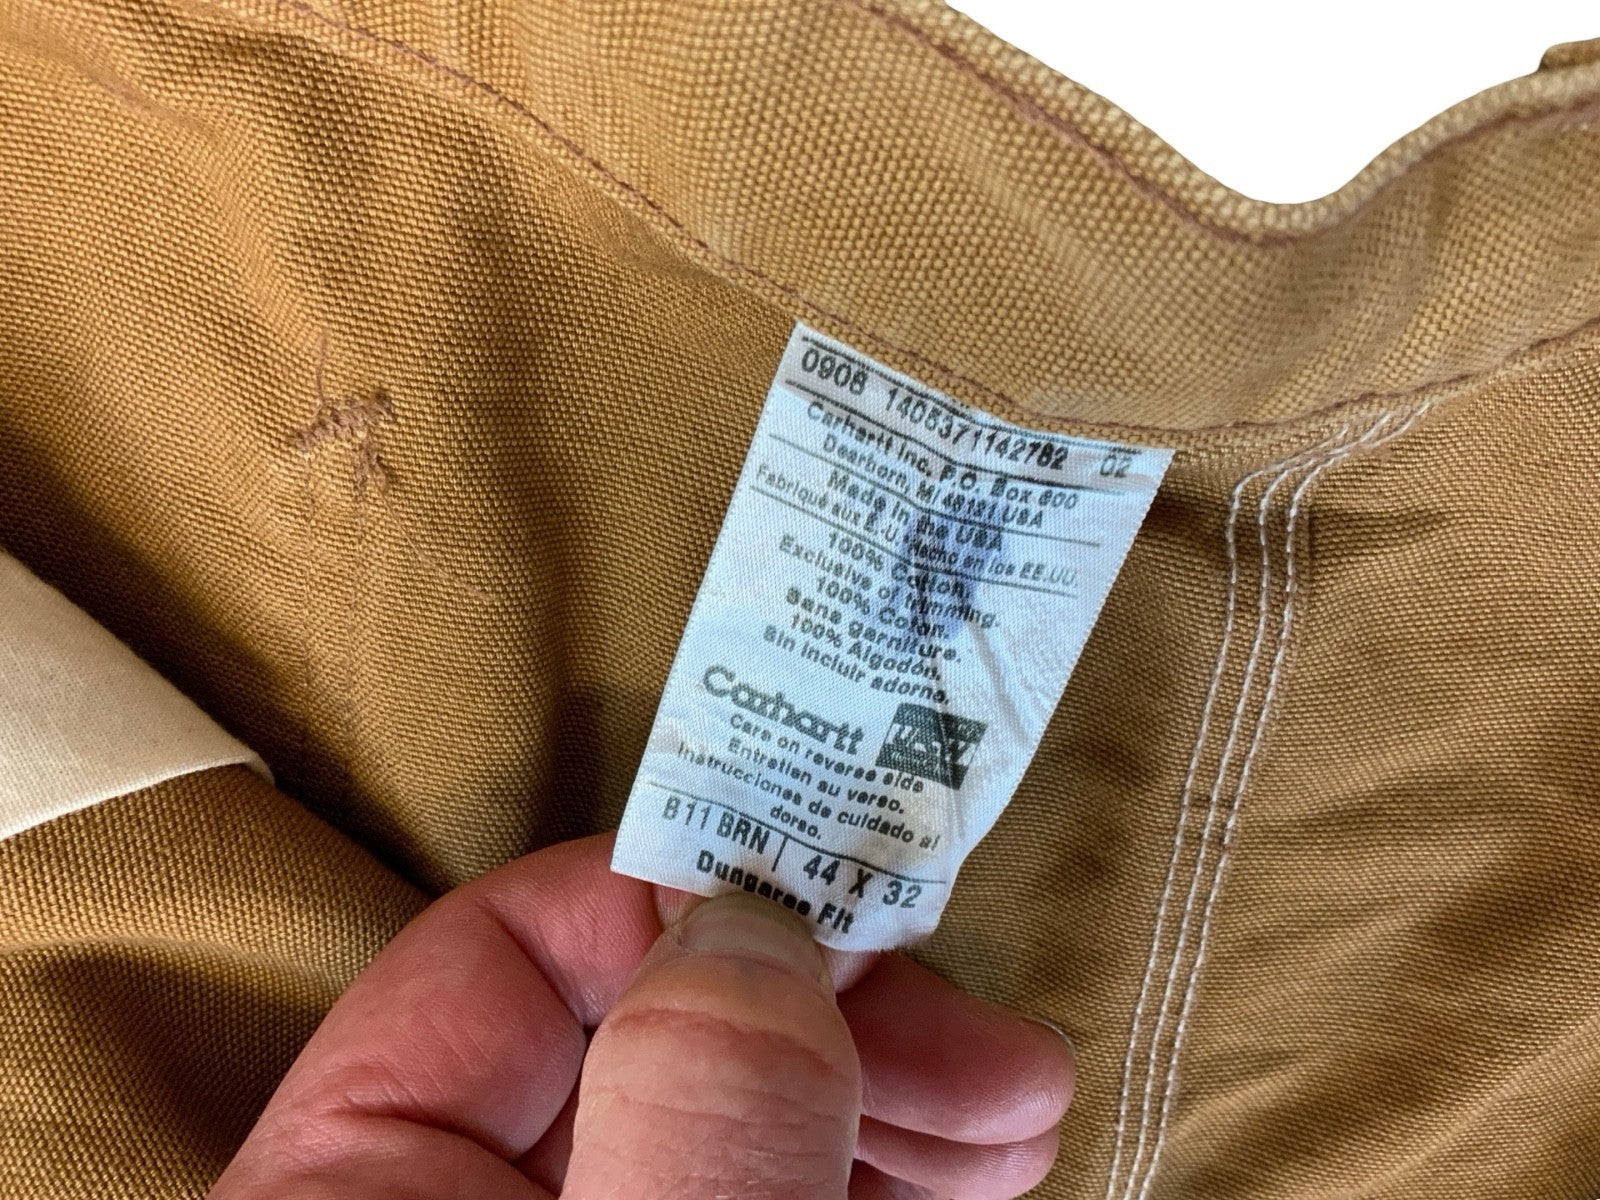 0908 1405371142782 02
Carhartt Inc, P.O. Box 600
Dearborn, MI 48121 USA
Made in the USA
Fabriqué aux E-U. Hecho en los EE.UU.
100% Cotton.
Exclusive of trimming.
100% Coton.
Sans garniture.
100% Algodón.
sin incluir adorno.
Carhartt USA
Care on reverse side
Entretien au verso.
Instrucciones de cuidado al
dorso.
B11 BRN | 44 X 32
Dungaree Fit